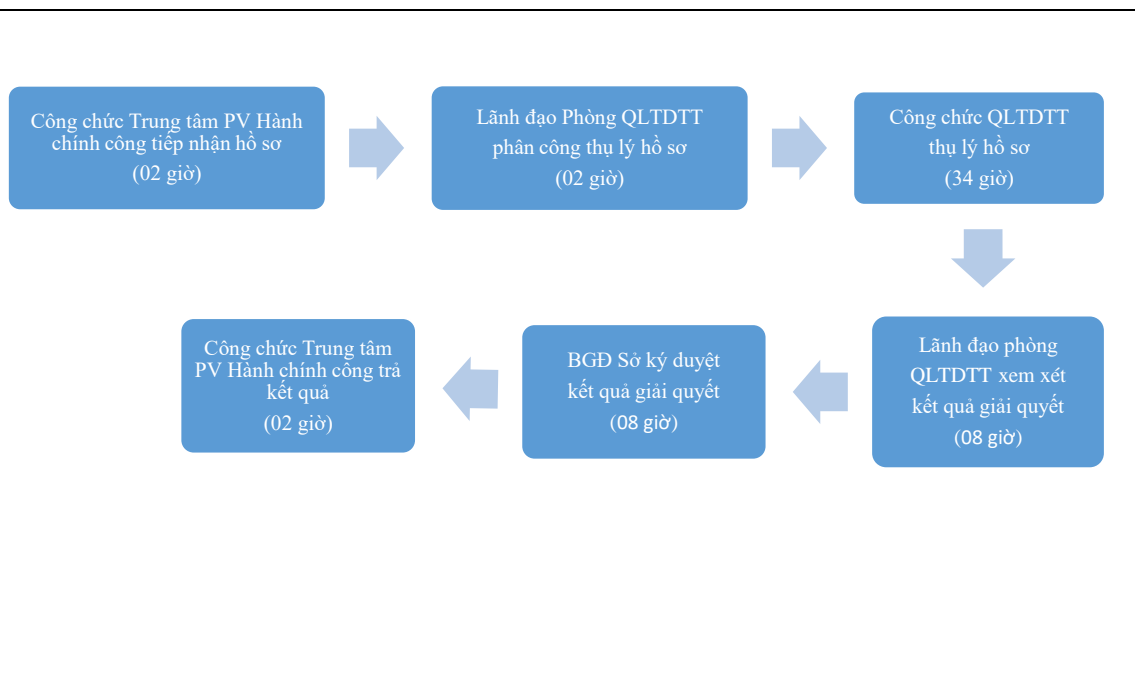 Công chức Trung tâm PV Hành
chính công tiếp nhận hồ sơ
(02 giờ)
Lãnh đạo Phòng QLTDTT
phân công thụ lý hồ sơ
(02 giờ)
Công chức QLTDTT
thụ lý hồ sơ
(34 giờ)
Lãnh đạo phòng
QLTDTT xem xét
kết quả giải quyết
(08 giờ)
BGĐ Sở ký duyệt
kết quả giải quyết
(08 giờ)
Công chức Trung tâm
PV Hành chính công trả
kết quả
(02 giờ)